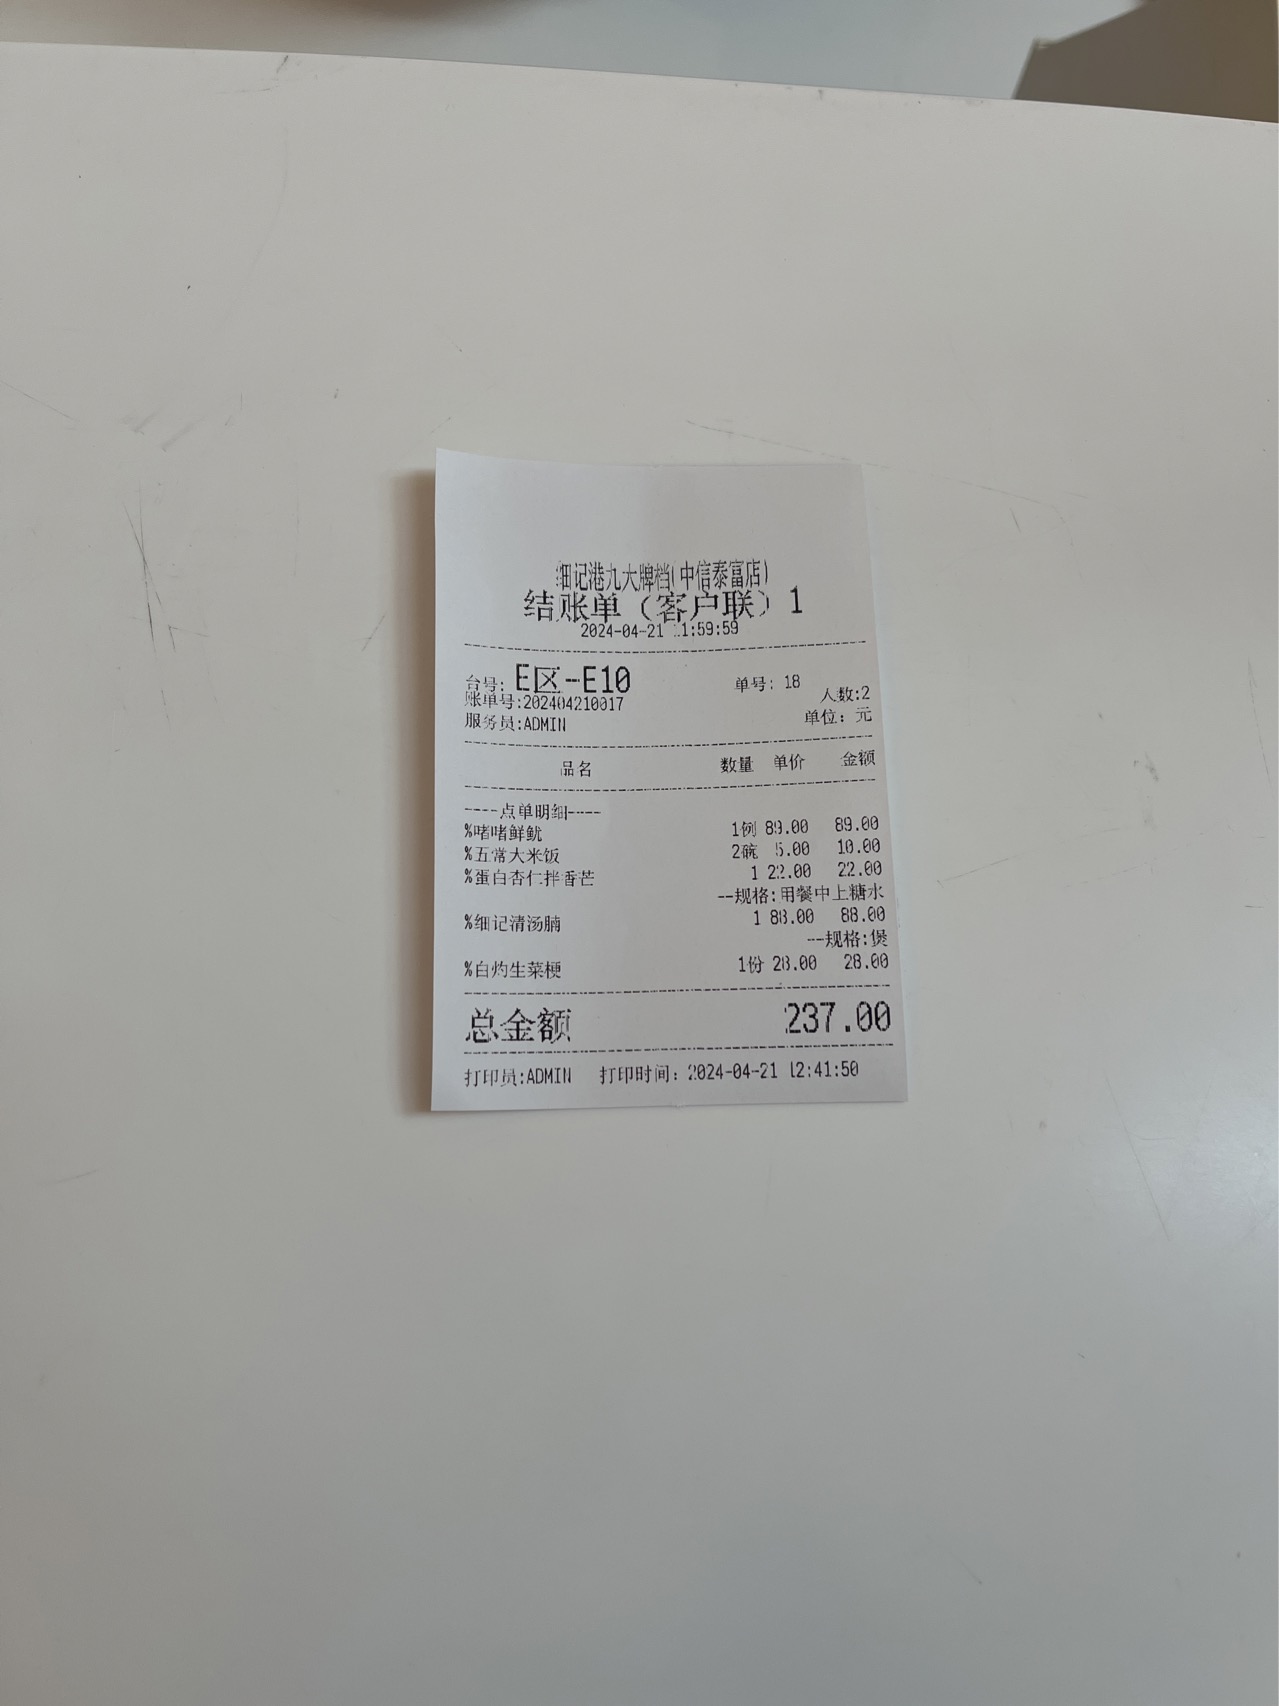 细记港九大牌档(中信泰富店)
结账单（客户联）1
2024-04-21 11:59:59
台号: E区-E10 单号: 18
账单号:202404210017 人数:2
服务员:ADMIN 单位: 元
品名 数量 单价 金额
----点单明细----
%啫啫鲜鱿 1例 89.00 89.00
%五常大米饭 2碗 5.00 10.00
%蛋白杏仁拌香芒 1 22.00 22.00
--规格:用餐中上糖水
%细记清汤腩 1 88.00 88.00
--规格:煲
%白灼生菜梗 1份 28.00 28.00
总金额 237.00
打印员:ADMIN 打印时间: 2024-04-21 12:41:50